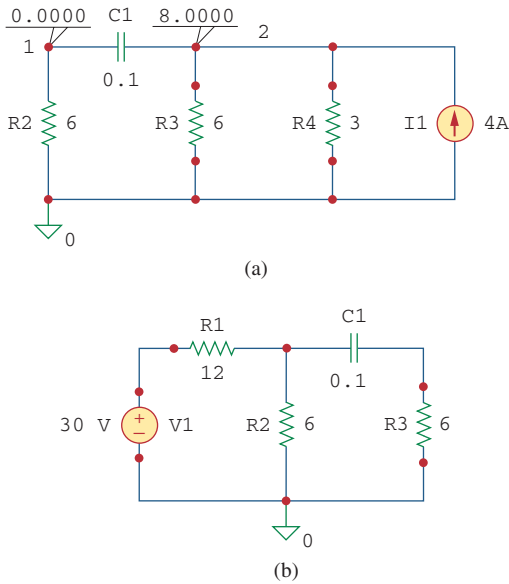 0.0000 C1 8.0000
1 2
0.1
R2 6 R3 6 R4 3 I1 4A
0
(a)
R1 C1
12 0.1
30 V + − V1 R2 6 R3 6
0
(b)